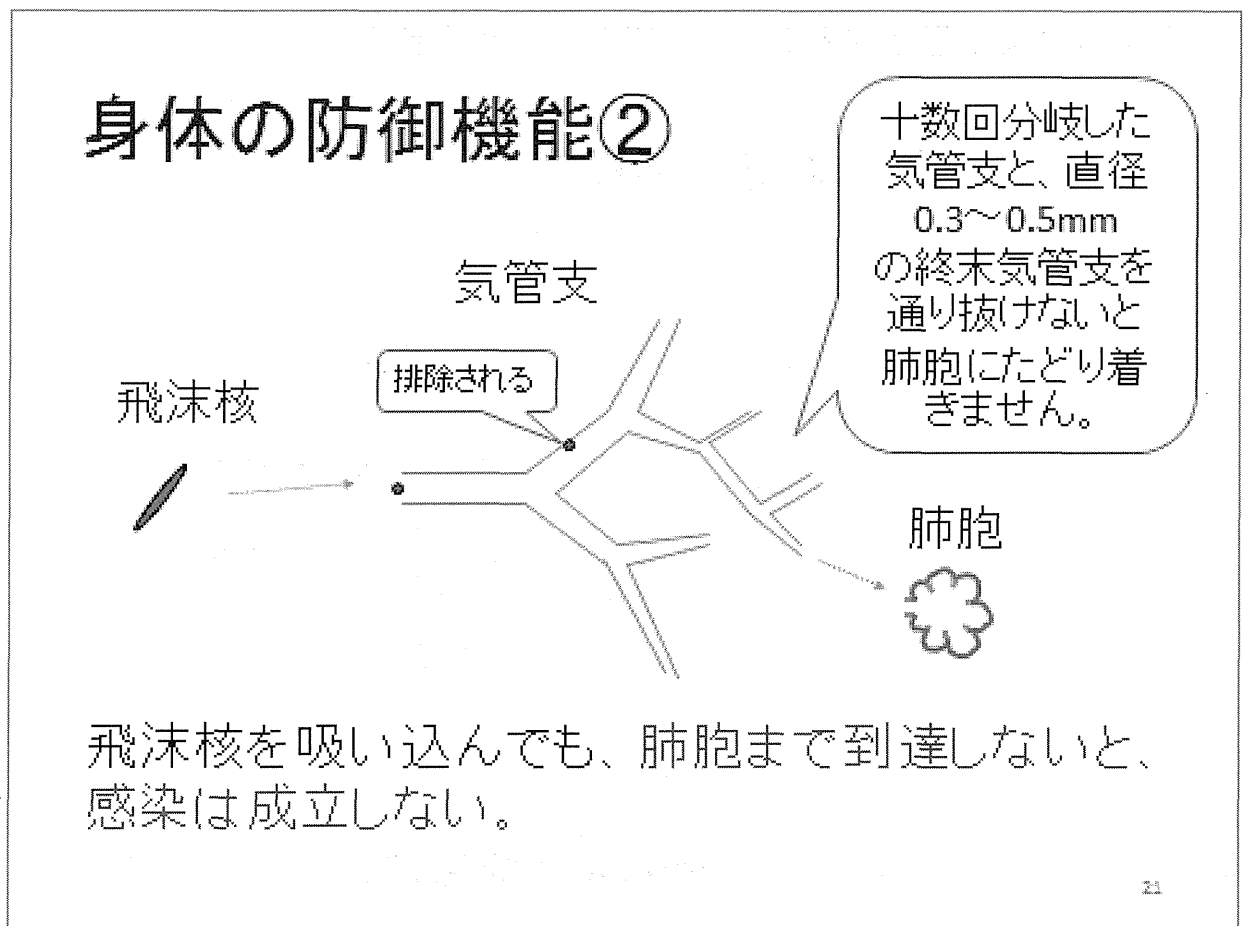 身体の防御機能②
十数回分岐した
気管支と、直径
0.3～0.5mm
の終末気管支を
通り抜けないと
肺胞にたどり着
きません。
気管支
排除される
飛沫核
肺胞
飛沫核を吸い込んでも、肺胞まで到達しないと、
感染は成立しない。
21